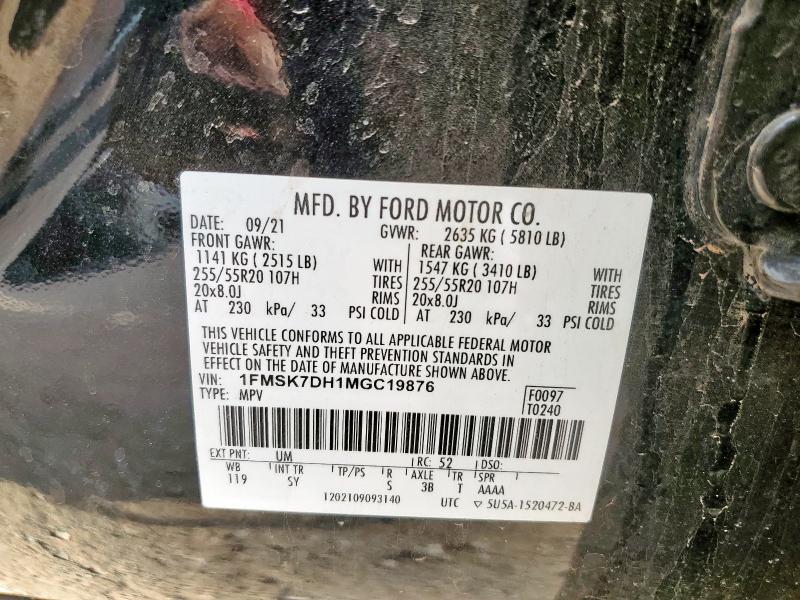 MFD. BY FORD MOTOR CO.
DATE: 09/21 GVWR: 2635 KG ( 5810 LB)
FRONT GAWR: REAR GAWR:
1141 KG ( 2515 LB) WITH 1547 KG ( 3410 LB) WITH
255/55R20 107H TIRES 255/55R20 107H TIRES
20x8.0J RIMS 20x8.0J RIMS
AT 230 kPa/ 33 PSI COLD AT 230 kPa/ 33 PSI COLD
THIS VEHICLE CONFORMS TO ALL APPLICABLE FEDERAL MOTOR
VEHICLE SAFETY AND THEFT PREVENTION STANDARDS IN
EFFECT ON THE DATE OF MANUFACTURE SHOWN ABOVE.
VIN: 1FMSK7DH1MGC19876
TYPE: MPV
F0097
T0240
EXT PNT: UM RC: 52 DSO:
WB INT TR TP/PS R AXLE TR SPR
119 SY S 3B T AAAA
1202109093140 UTC ▽ 5U5A-1520472-BA